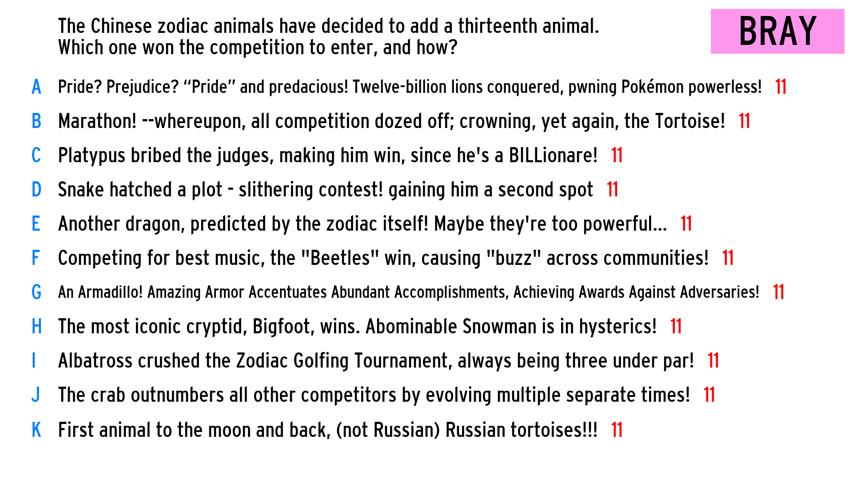 The Chinese zodiac animals have decided to add a thirteenth animal.
Which one won the competition to enter, and how?
BRAY
A Pride? Prejudice? “Pride” and predacious! Twelve-billion lions conquered, pwning Pokémon powerless! 11
B Marathon! --whereupon, all competition dozed off; crowning, yet again, the Tortoise! 11
C Platypus bribed the judges, making him win, since he's a BILLionare! 11
D Snake hatched a plot - slithering contest! gaining him a second spot 11
E Another dragon, predicted by the zodiac itself! Maybe they're too powerful... 11
F Competing for best music, the "Beetles" win, causing "buzz" across communities! 11
G An Armadillo! Amazing Armor Accentuates Abundant Accomplishments, Achieving Awards Against Adversaries! 11
H The most iconic cryptid, Bigfoot, wins. Abominable Snowman is in hysterics! 11
I Albatross crushed the Zodiac Golfing Tournament, always being three under par! 11
J The crab outnumbers all other competitors by evolving multiple separate times! 11
K First animal to the moon and back, (not Russian) Russian tortoises!!! 11